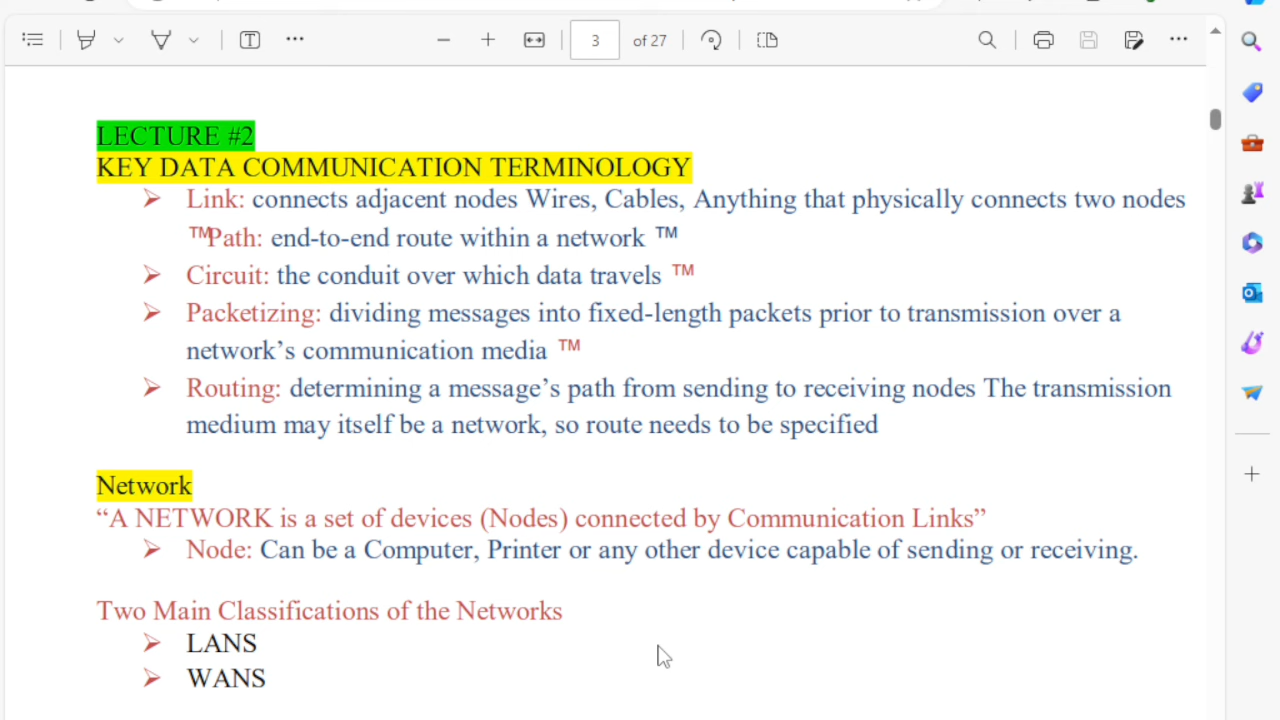 3 of 27
LECTURE #2
KEY DATA COMMUNICATION TERMINOLOGY
➢ Link: connects adjacent nodes Wires, Cables, Anything that physically connects two nodes
™Path: end-to-end route within a network ™
➢ Circuit: the conduit over which data travels ™
➢ Packetizing: dividing messages into fixed-length packets prior to transmission over a
network’s communication media ™
➢ Routing: determining a message’s path from sending to receiving nodes The transmission
medium may itself be a network, so route needs to be specified
Network
“A NETWORK is a set of devices (Nodes) connected by Communication Links”
➢ Node: Can be a Computer, Printer or any other device capable of sending or receiving.
Two Main Classifications of the Networks
➢ LANS
➢ WANS